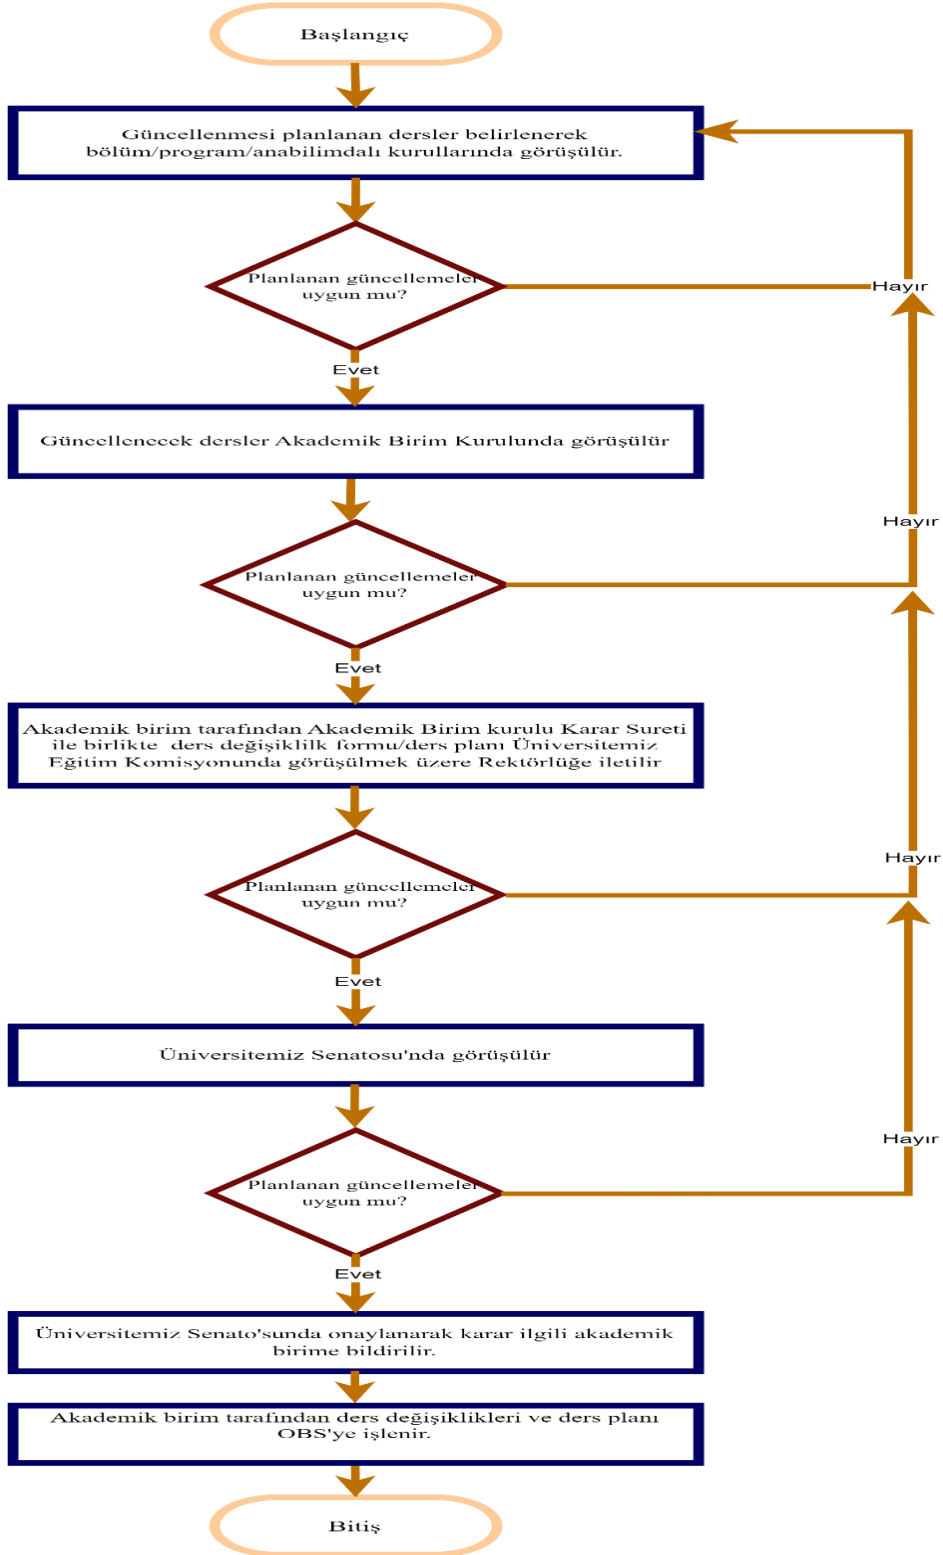 Başlangıç
Güncellenmesi planlanan dersler belirlenerek
bölüm/program/anabilimdalı kurullarında görüşülür.
Planlanan güncellemeler
uygun mu?
Hayır
Evet
Güncellenecek dersler Akademik Birim Kurulunda görüşülür
Hayır
Planlanan güncellemeler
uygun mu?
Evet
Akademik birim tarafından Akademik Birim kurulu Karar Sureti
ile birlikte ders değişiklilk formu/ders planı Üniversitemiz
Eğitim Komisyonunda görüşülmek üzere Rektörlüğe iletilir
Hayır
Planlanan güncellemeler
uygun mu?
Evet
Üniversitemiz Senatosu'nda görüşülür
Hayır
Planlanan güncellemeler
uygun mu?
Evet
Üniversitemiz Senato'sunda onaylanarak karar ilgili akademik
birime bildirilir.
Akademik birim tarafından ders değişiklikleri ve ders planı
OBS'ye işlenir.
Bitiş